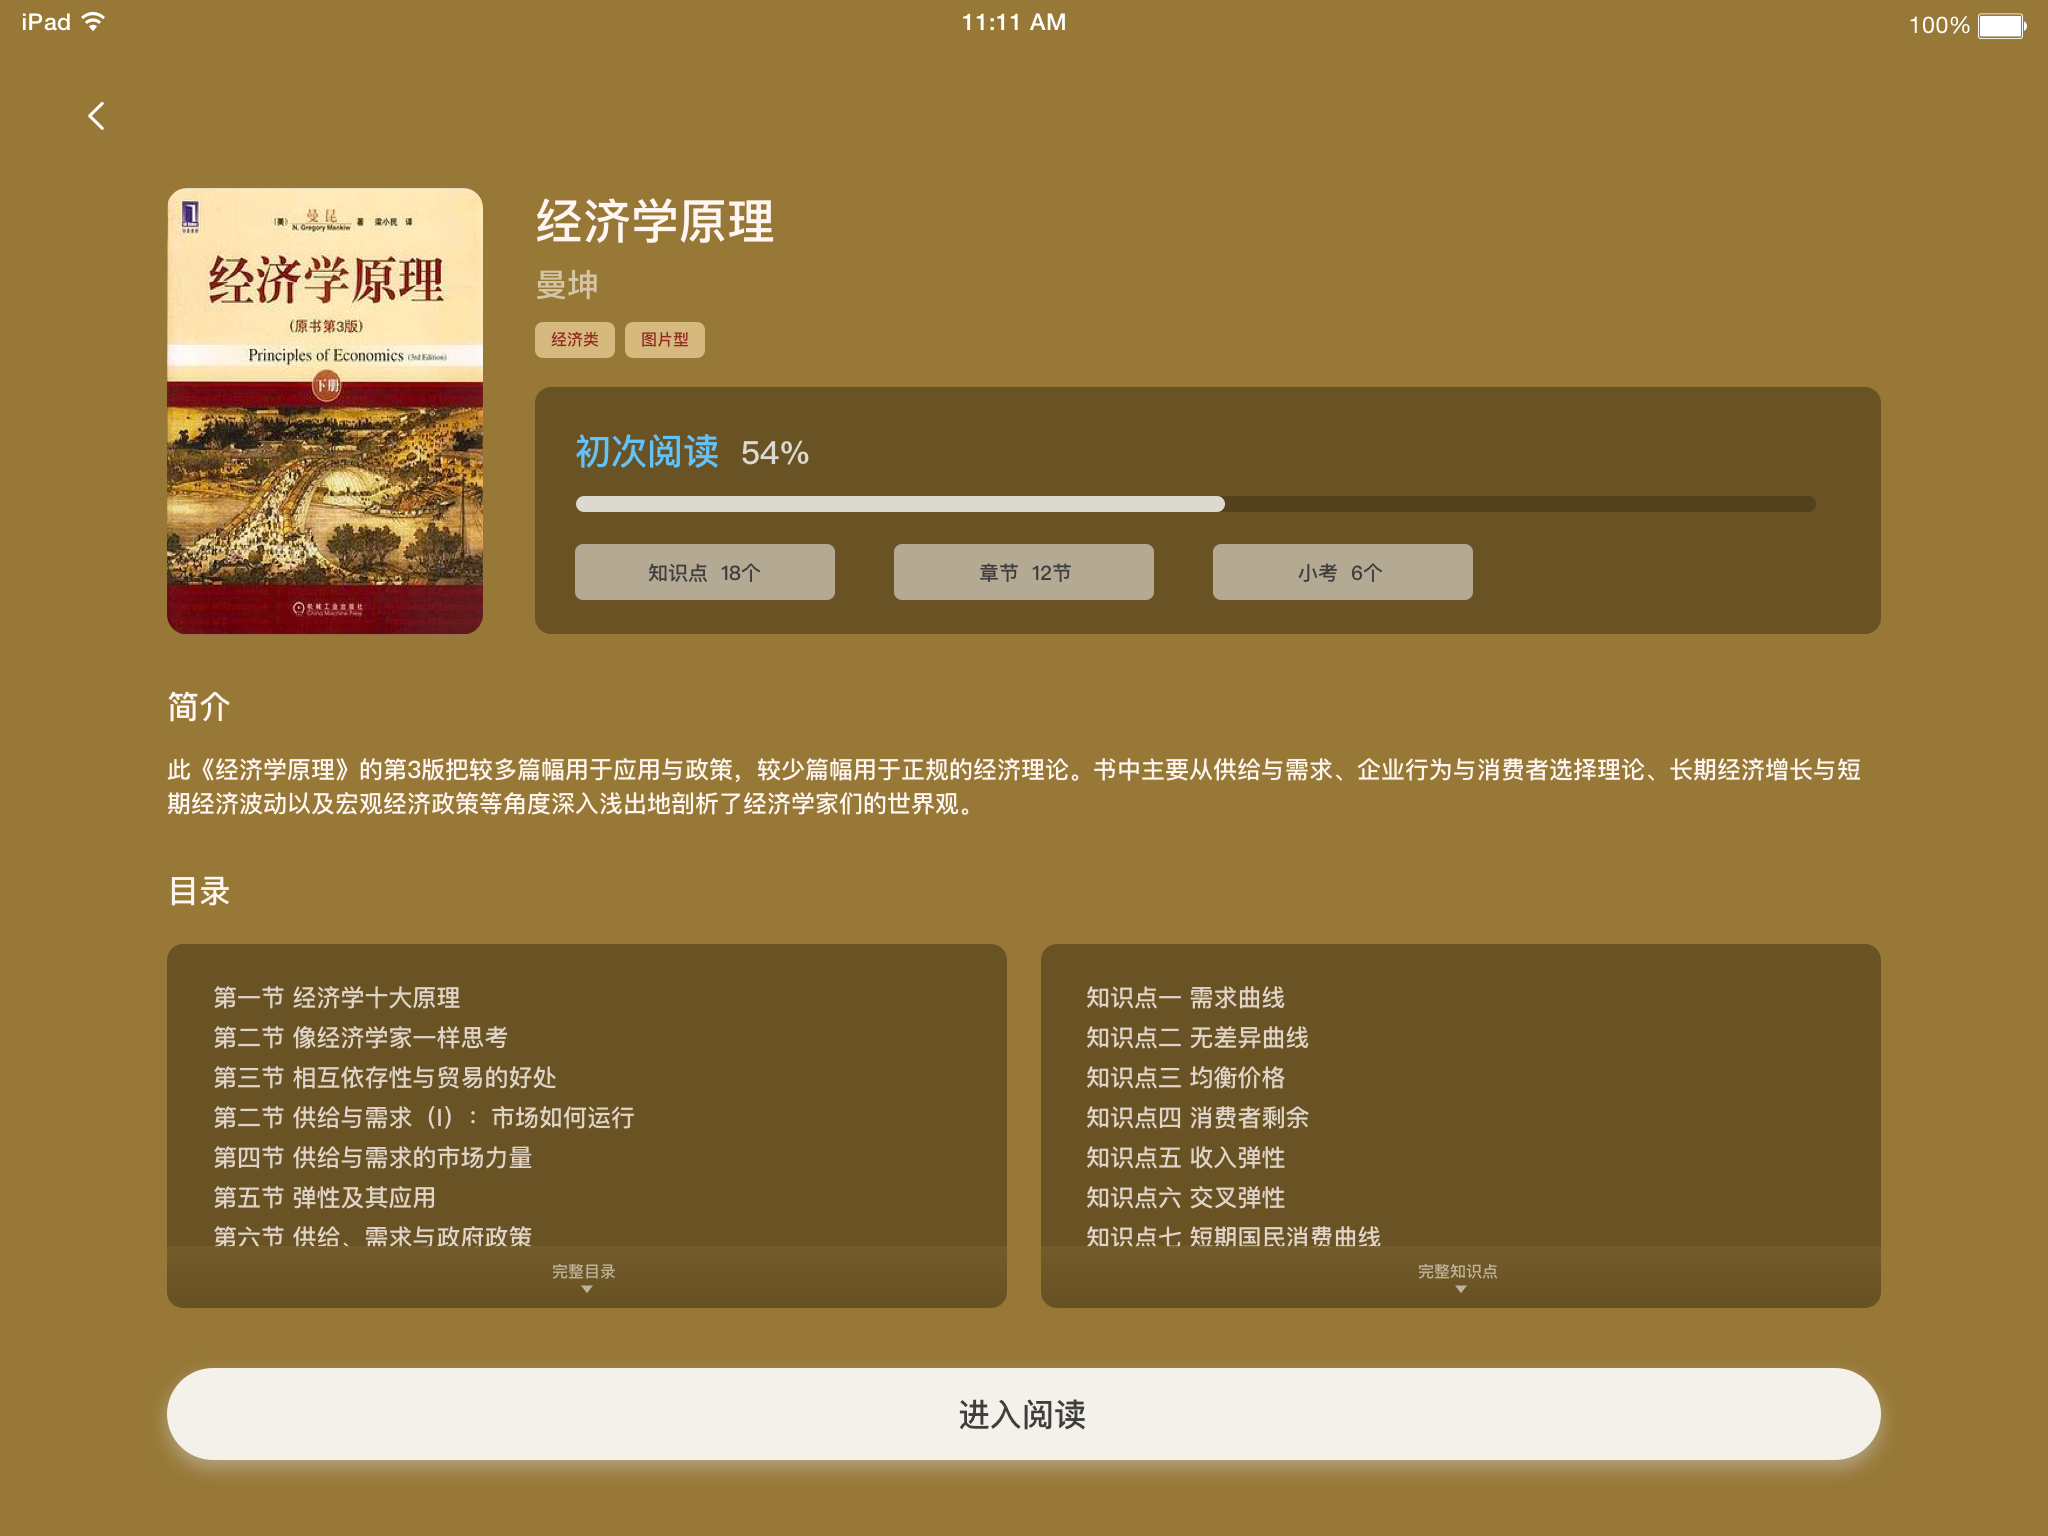 iPad
11:11 AM
100%
(美) 曼昆 著 梁小民 译
N. Gregory Mankiw
经济学原理
(原书第3版)
Principles of Economics (3rd Edition)
下册
机械工业出版社
China Machine Press
经济学原理
曼坤
经济类
图片型
初次阅读 54%
知识点 18个
章节 12节
小考 6个
简介
此《经济学原理》的第3版把较多篇幅用于应用与政策，较少篇幅用于正规的经济理论。书中主要从供给与需求、企业行为与消费者选择理论、长期经济增长与短
期经济波动以及宏观经济政策等角度深入浅出地剖析了经济学家们的世界观。
目录
第一节 经济学十大原理
第二节 像经济学家一样思考
第三节 相互依存性与贸易的好处
第二节 供给与需求（I）：市场如何运行
第四节 供给与需求的市场力量
第五节 弹性及其应用
第六节 供给、需求与政府政策
完整目录
知识点一 需求曲线
知识点二 无差异曲线
知识点三 均衡价格
知识点四 消费者剩余
知识点五 收入弹性
知识点六 交叉弹性
知识点七 短期国民消费曲线
完整知识点
进入阅读